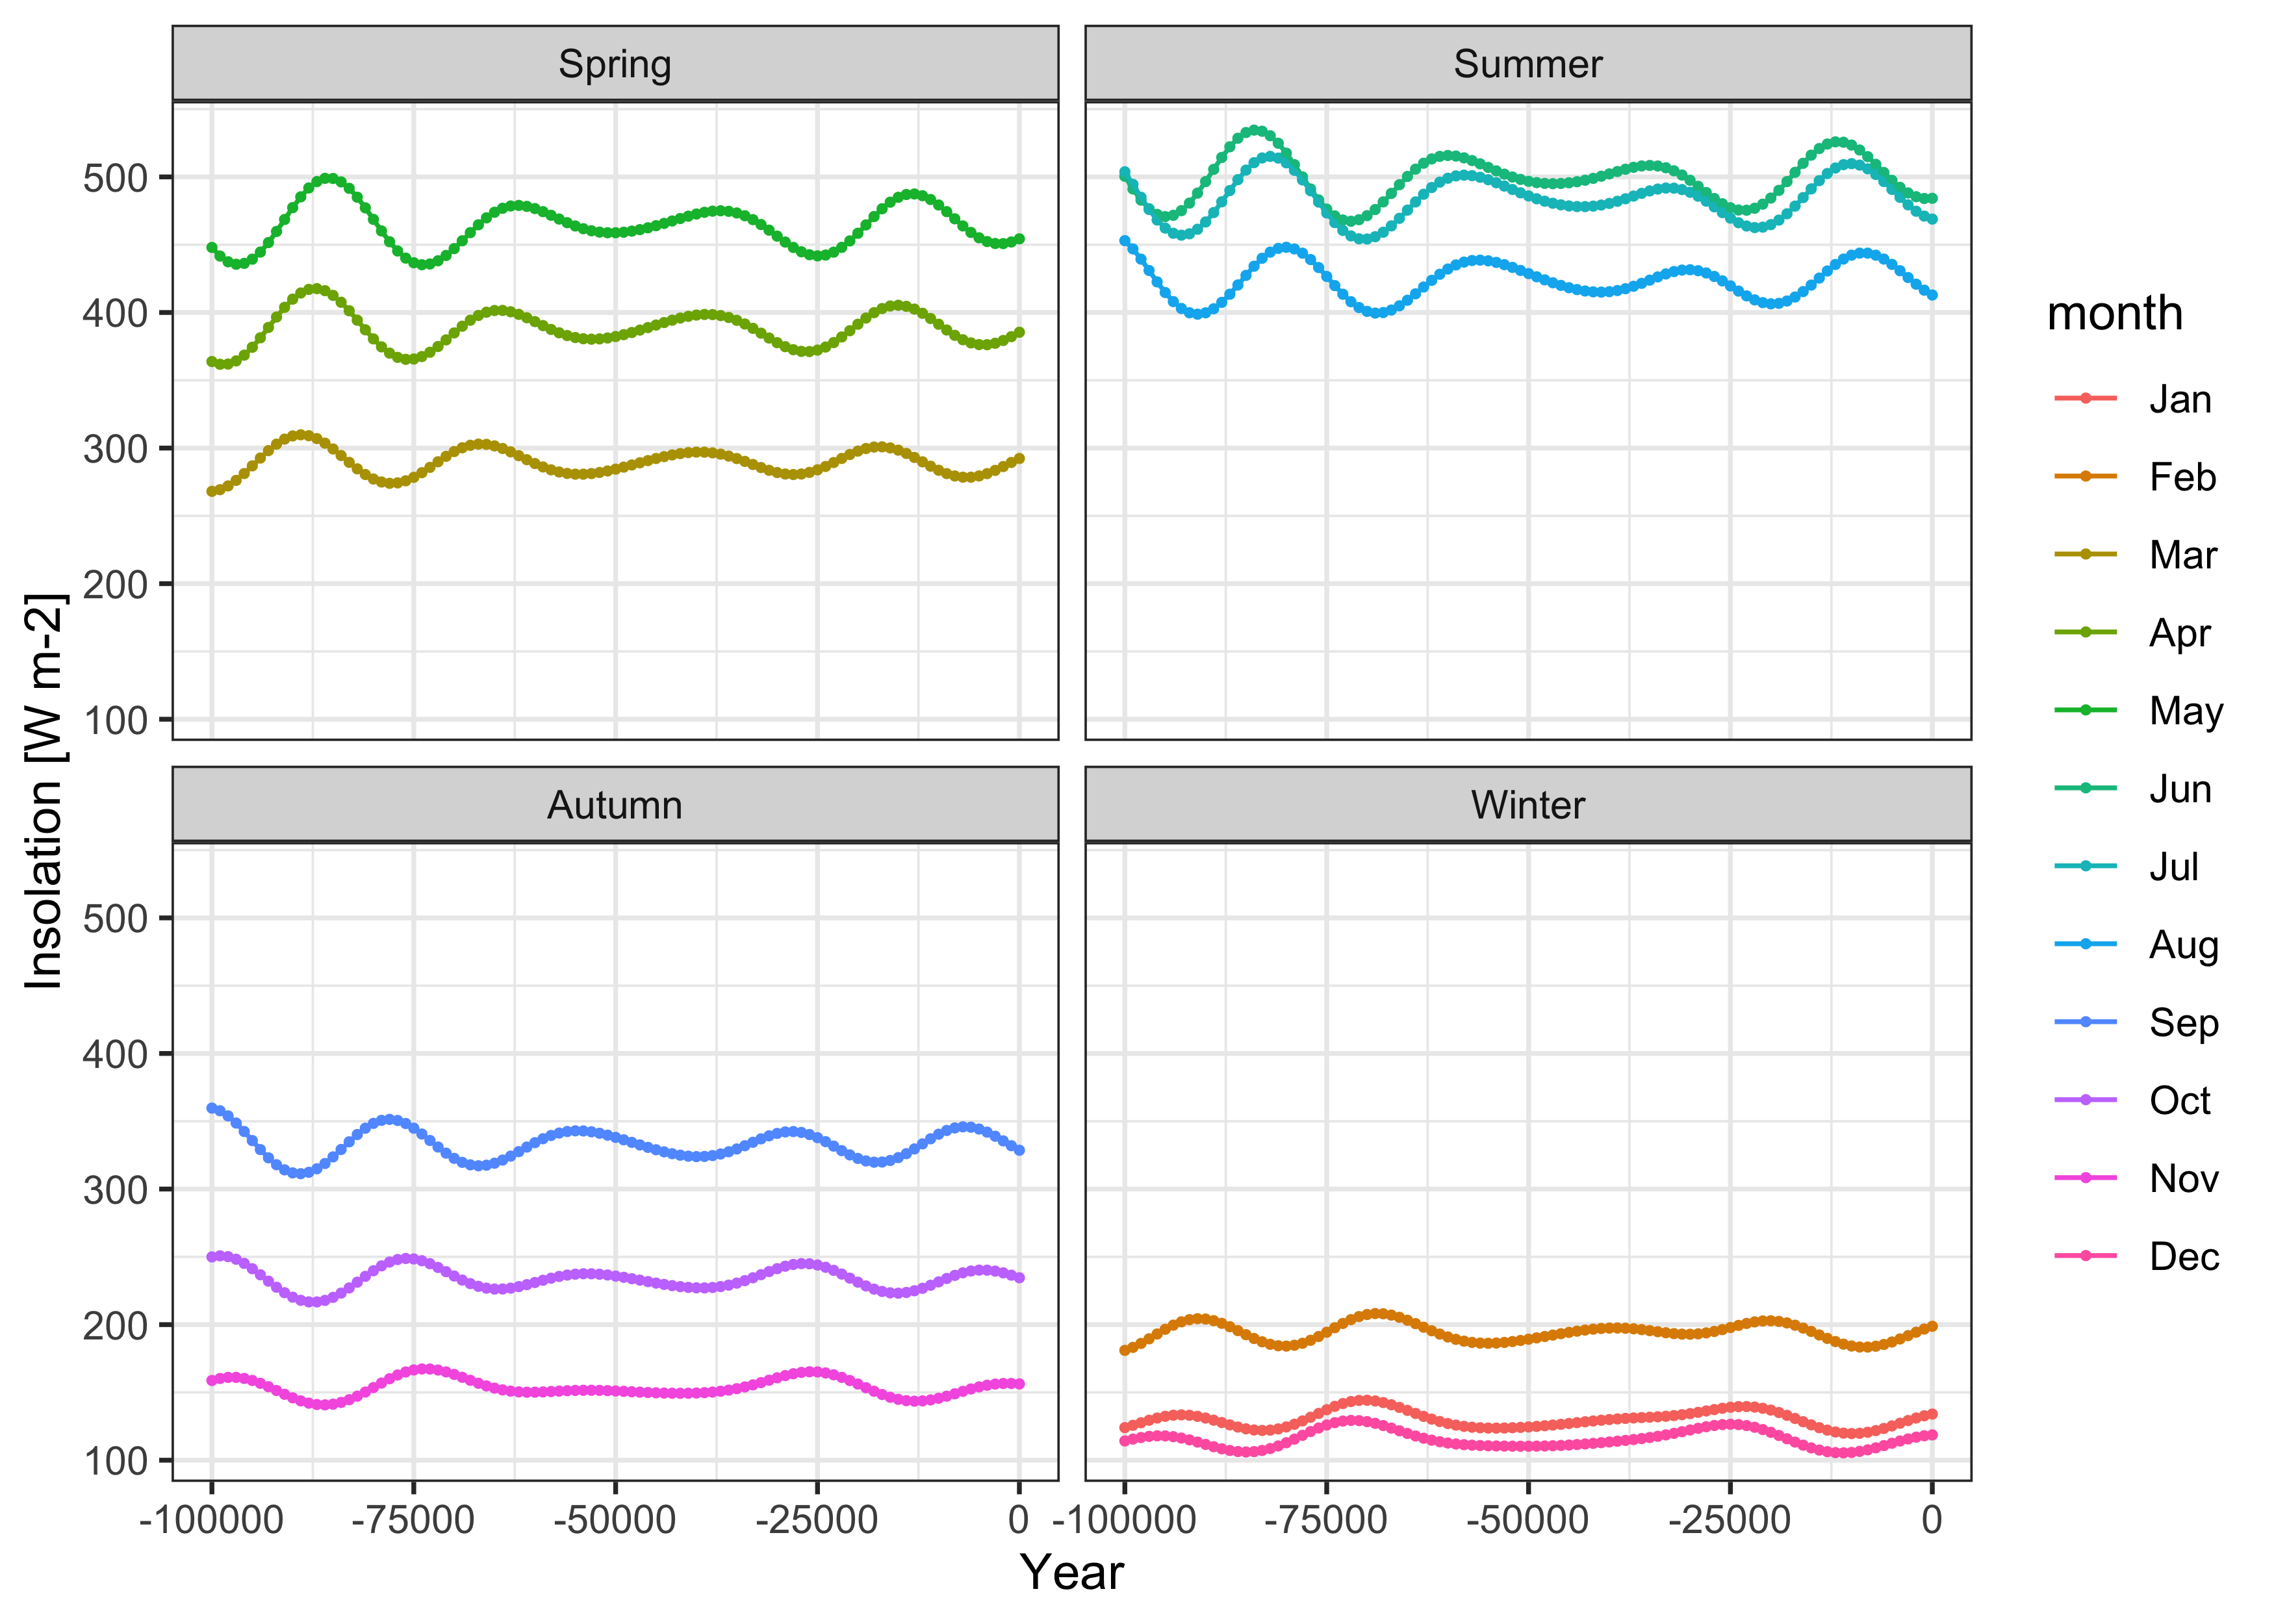 Spring
Summer
500
400
300
200
100
Autumn
Winter
500
400
300
200
100
-100000
-75000
-50000
-25000
0
-100000
-75000
-50000
-25000
0
Year
Insolation [W m-2]
month
Jan
Feb
Mar
Apr
May
Jun
Jul
Aug
Sep
Oct
Nov
Dec